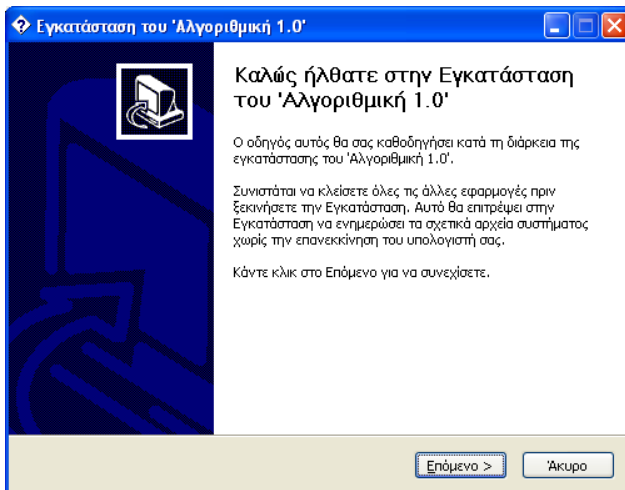 Εγκατάσταση του 'Αλγοριθμική 1.0'
Καλώς ήλθατε στην Εγκατάσταση
του 'Αλγοριθμική 1.0'
Ο οδηγός αυτός θα σας καθοδηγήσει κατά τη διάρκεια της
εγκατάστασης του 'Αλγοριθμική 1.0'.
Συνιστάται να κλείσετε όλες τις άλλες εφαρμογές πριν
ξεκινήσετε την Εγκατάσταση. Αυτό θα επιτρέψει στην
Εγκατάσταση να ενημερώσει τα σχετικά αρχεία συστήματος
χωρίς την επανεκκίνηση του υπολογιστή σας.
Κάντε κλικ στο Επόμενο για να συνεχίσετε.
Επόμενο >
Άκυρο